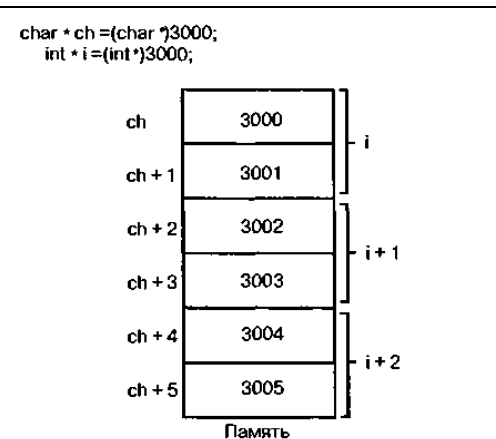 char * ch =(char *)3000;
int * i =(int *)3000;
ch 3000
i
ch + 1 3001
ch + 2 3002
i + 1
ch + 3 3003
ch + 4 3004
i + 2
ch + 5 3005
Память